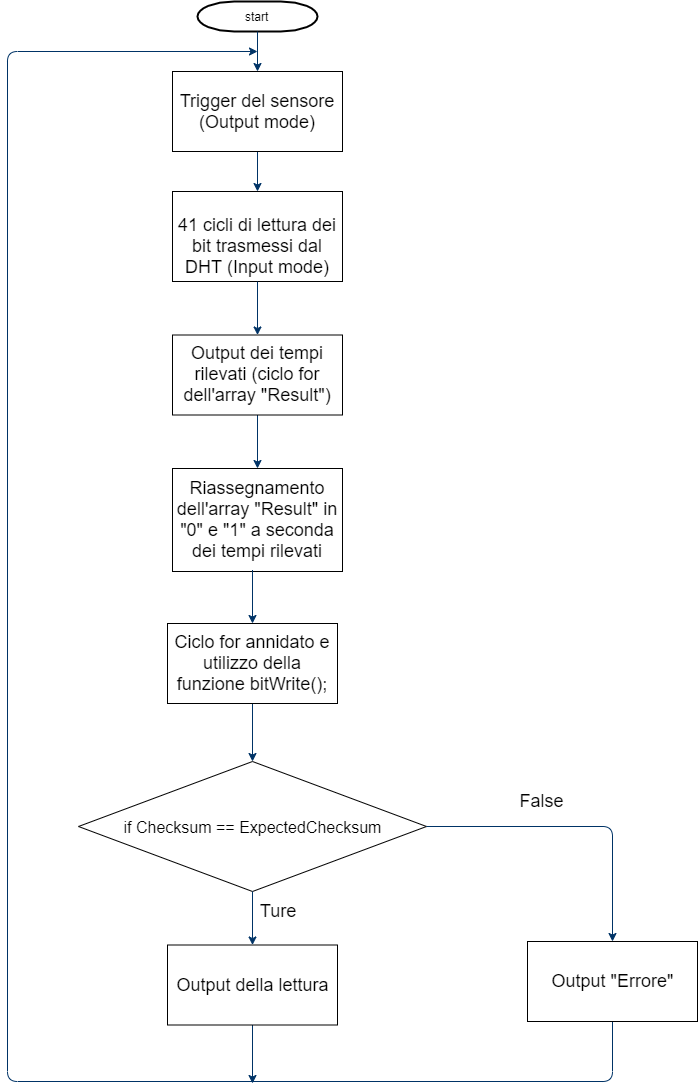 start
Trigger del sensore
(Output mode)
41 cicli di lettura dei
bit trasmessi dal
DHT (Input mode)
Output dei tempi
rilevati (ciclo for
dell'array "Result")
Riassegnamento
dell'array "Result" in
"0" e "1" a seconda
dei tempi rilevati
Ciclo for annidato e
utilizzo della
funzione bitWrite();
if Checksum == ExpectedChecksum
False
Ture
Output della lettura
Output "Errore"